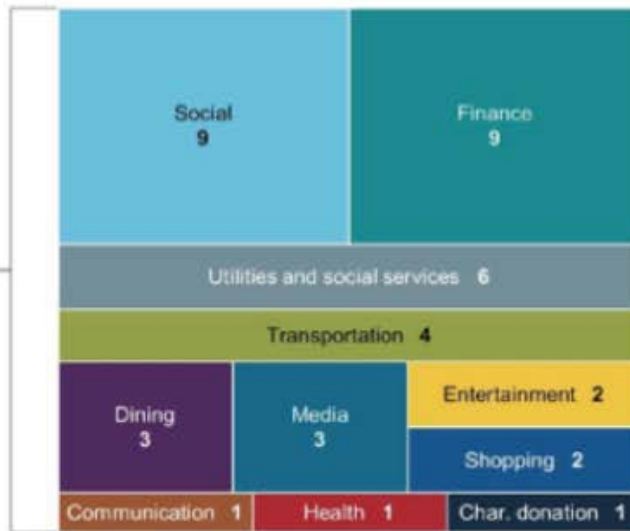 Social
9
Finance
9
Utilities and social services 6
Transportation 4
Dining
3
Media
3
Entertainment 2
Shopping 2
Communication 1
Health 1
Char. donation 1